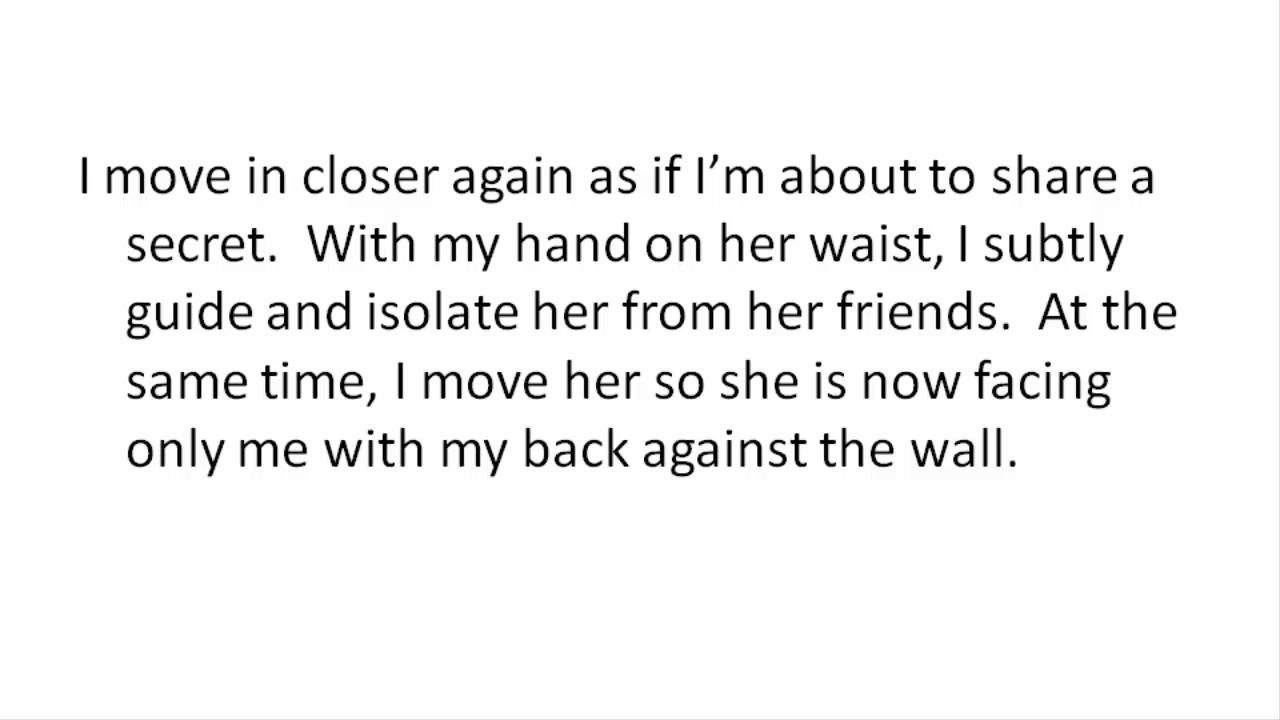 I move in closer again as if I’m about to share a
secret.  With my hand on her waist, I subtly
guide and isolate her from her friends.  At the
same time, I move her so she is now facing
only me with my back against the wall.